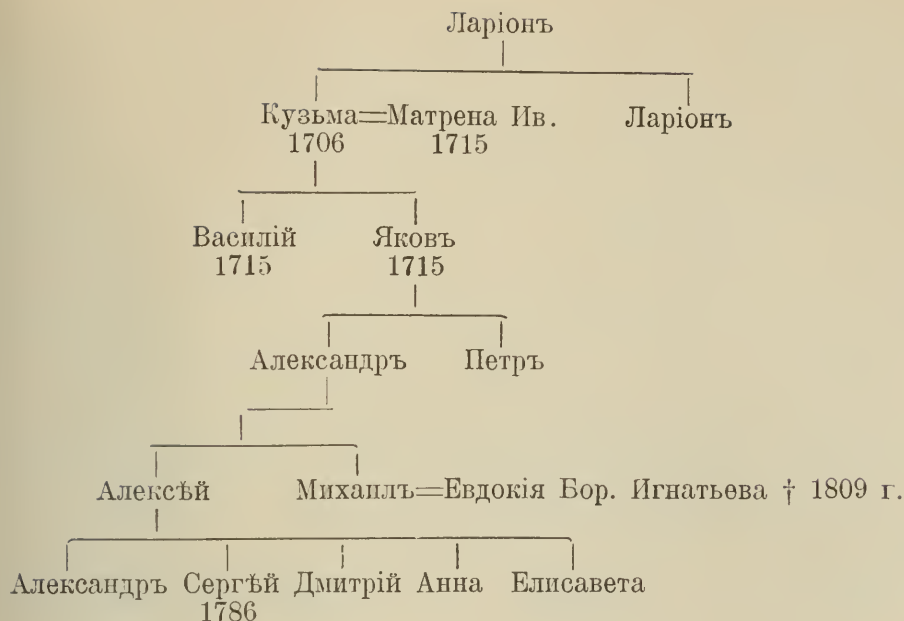 Ларіонъ
Кузьма=Матрена Ив. Ларіонъ
1706 1715
Василій Яковъ
1715 1715
Александръ Петръ
Алексѣй Михаилъ=Евдокія Бор. Игнатьева † 1809 г.
Александръ Сергѣй Дмитрій Анна Елисавета
1786